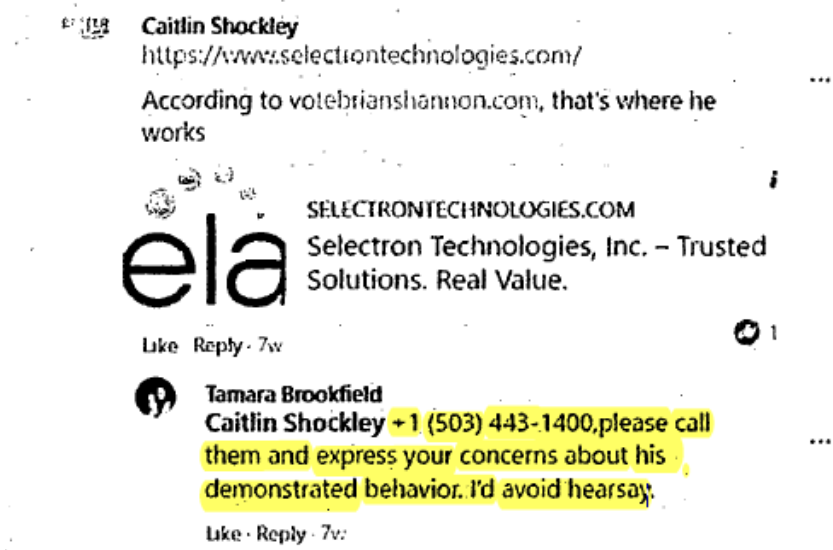 Caitlin Shockley
https://www.selectrontechnologies.com/
According to votebrianshannon.com, that's where he
works
SELECTRONTECHNOLOGIES.COM
ela
Selectron Technologies, Inc. – Trusted
Solutions. Real Value.
1
Like Reply · 7w
Tamara Brookfield
Caitlin Shockley +1 (503) 443-1400,please call
them and express your concerns about his
demonstrated behavior. I'd avoid hearsay.
Like · Reply · 7w